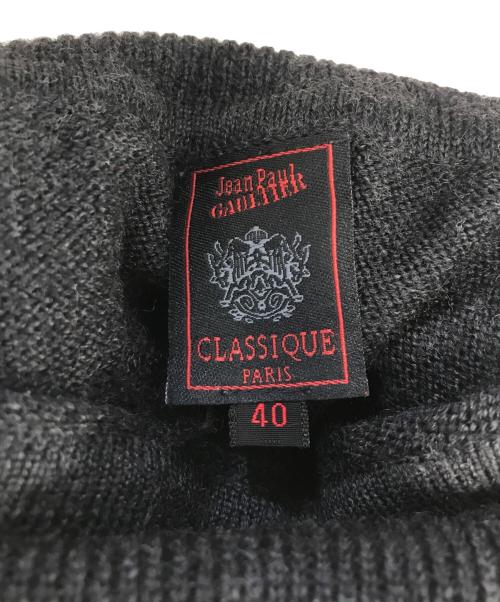 Jean Paul
GAULTIER
CLASSIQUE
PARIS
40